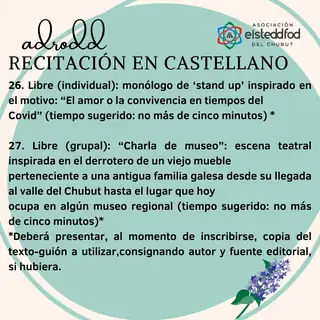 ASOCIACIÓN
eisteddfod
DEL CHUBUT
adrodd
RECITACIÓN EN CASTELLANO
26. Libre (individual): monólogo de ‘stand up’ inspirado en
el motivo: “El amor o la convivencia en tiempos del
Covid” (tiempo sugerido: no más de cinco minutos) *
27. Libre (grupal): “Charla de museo”: escena teatral
inspirada en el derrotero de un viejo mueble
perteneciente a una antigua familia galesa desde su llegada
al valle del Chubut hasta el lugar que hoy
ocupa en algún museo regional (tiempo sugerido: no más
de cinco minutos)*
*Deberá presentar, al momento de inscribirse, copia del
texto-guión a utilizar,consignando autor y fuente editorial,
si hubiera.